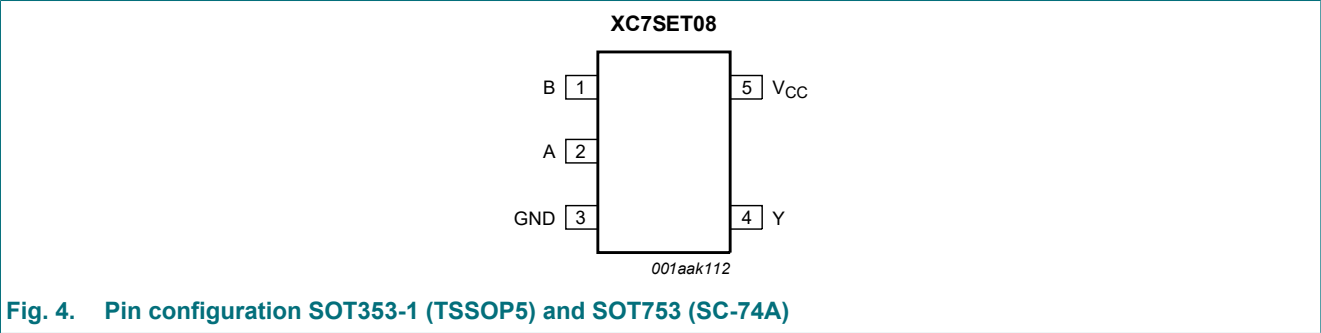 XC7SET08
B 1
5 VCC
A 2
GND 3
4 Y
001aak112
Fig. 4. Pin configuration SOT353-1 (TSSOP5) and SOT753 (SC-74A)